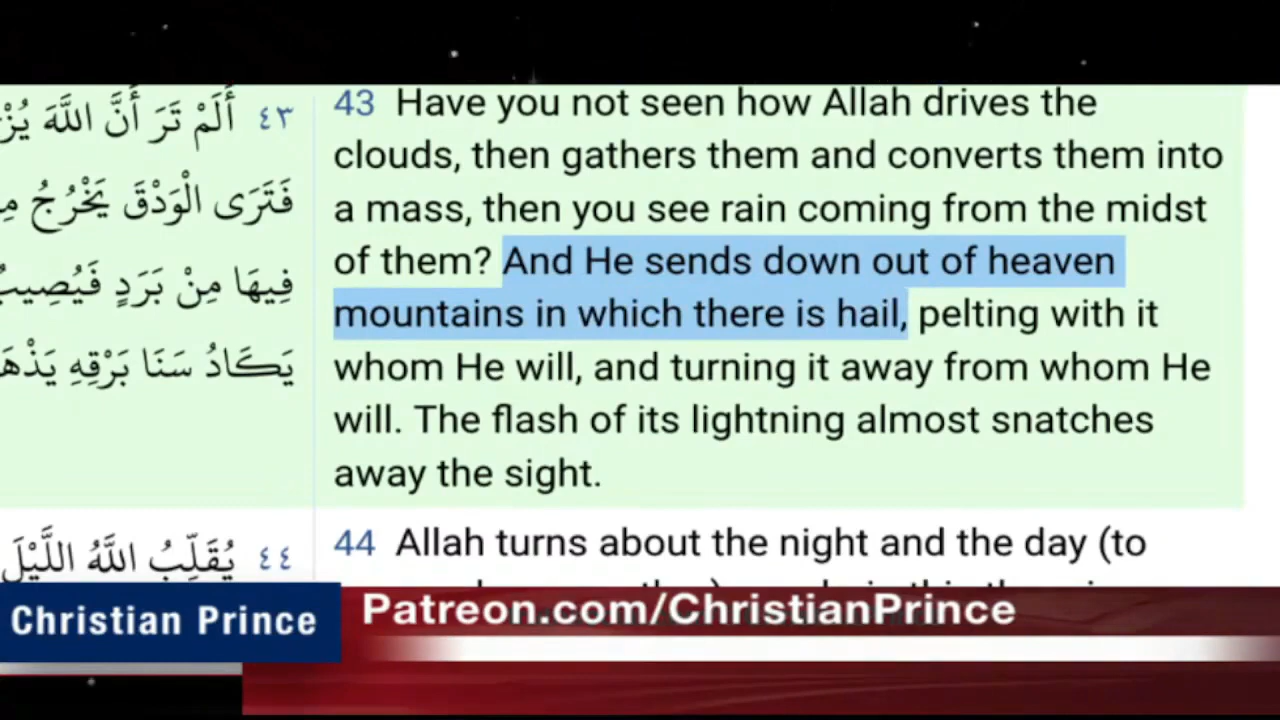 ٤٣ أَلَمْ تَرَ أَنَّ اللَّهَ
فَتَرَى الْوَدْقَ يَخْرُجُ
فِيهَا مِنْ بَرَدٍ
يَكَادُ سَنَا بَرْقِهِ
43 Have you not seen how Allah drives the
clouds, then gathers them and converts them into
a mass, then you see rain coming from the midst
of them? And He sends down out of heaven
mountains in which there is hail, pelting with it
whom He will, and turning it away from whom He
will. The flash of its lightning almost snatches
away the sight.
٤٤ يُقَلِّبُ اللَّهُ اللَّيْلَ
44 Allah turns about the night and the day (to
Christian Prince
Patreon.com/ChristianPrince